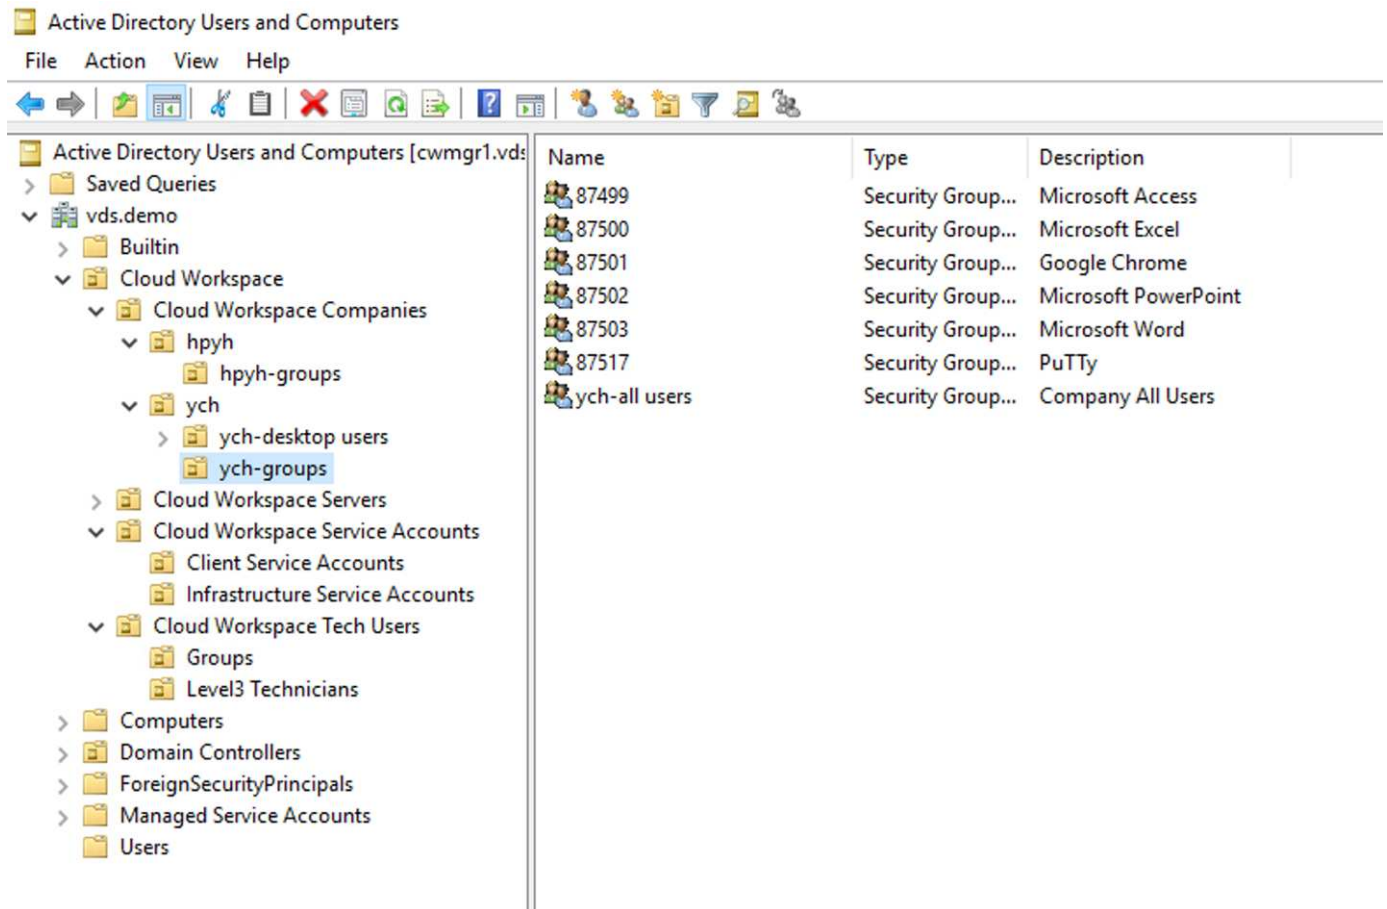 Active Directory Users and Computers
File Action View Help
Active Directory Users and Computers [cwmgr1.vds
Saved Queries
vds.demo
Builtin
Cloud Workspace
Cloud Workspace Companies
hpyh
hpyh-groups
ych
ych-desktop users
ych-groups
Cloud Workspace Servers
Cloud Workspace Service Accounts
Client Service Accounts
Infrastructure Service Accounts
Cloud Workspace Tech Users
Groups
Level3 Technicians
Computers
Domain Controllers
ForeignSecurityPrincipals
Managed Service Accounts
Users
Name Type Description
87499 Security Group... Microsoft Access
87500 Security Group... Microsoft Excel
87501 Security Group... Google Chrome
87502 Security Group... Microsoft PowerPoint
87503 Security Group... Microsoft Word
87517 Security Group... PuTTy
ych-all users Security Group... Company All Users